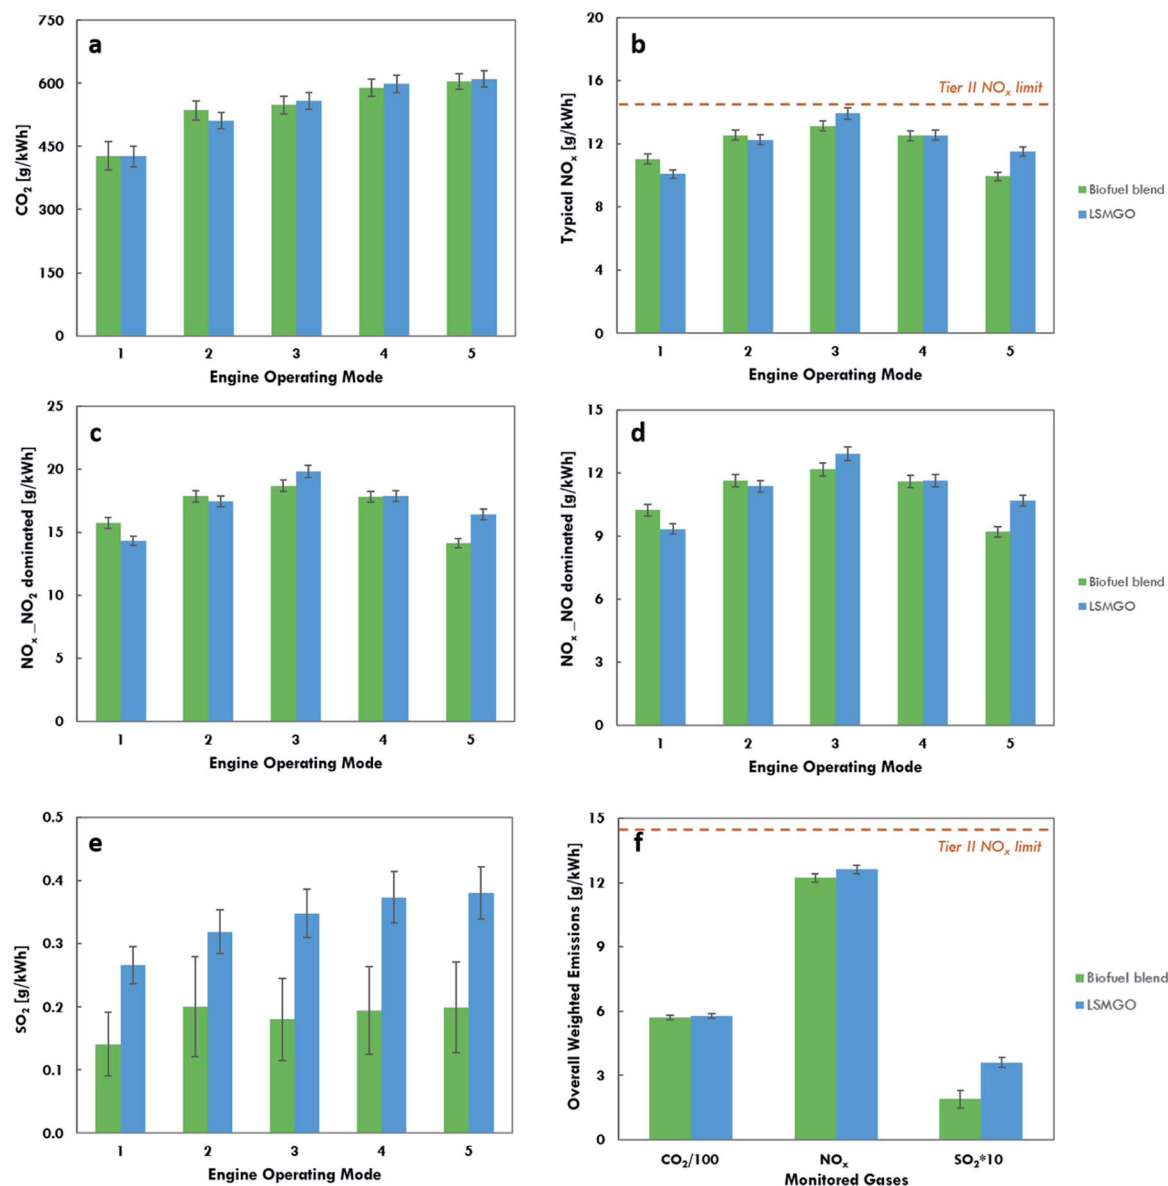 a
CO₂ [g/kWh]
750
600
450
300
150
0
1 2 3 4 5
Engine Operating Mode
b
Typical NOₓ [g/kWh]
20
16
12
8
4
0
Tier II NOₓ limit
1 2 3 4 5
Engine Operating Mode
Biofuel blend
LSMGO
c
NOₓ_NO₂ dominated [g/kWh]
25
20
15
10
5
0
1 2 3 4 5
Engine Operating Mode
d
NOₓ_NO dominated [g/kWh]
15
12
9
6
3
0
1 2 3 4 5
Engine Operating Mode
Biofuel blend
LSMGO
e
SO₂ [g/kWh]
0.5
0.4
0.3
0.2
0.1
0.0
1 2 3 4 5
Engine Operating Mode
f
Overall Weighted Emissions [g/kWh]
15
12
9
6
3
0
Tier II NOₓ limit
CO₂/100 NOₓ SO₂*10
Monitored Gases
Biofuel blend
LSMGO